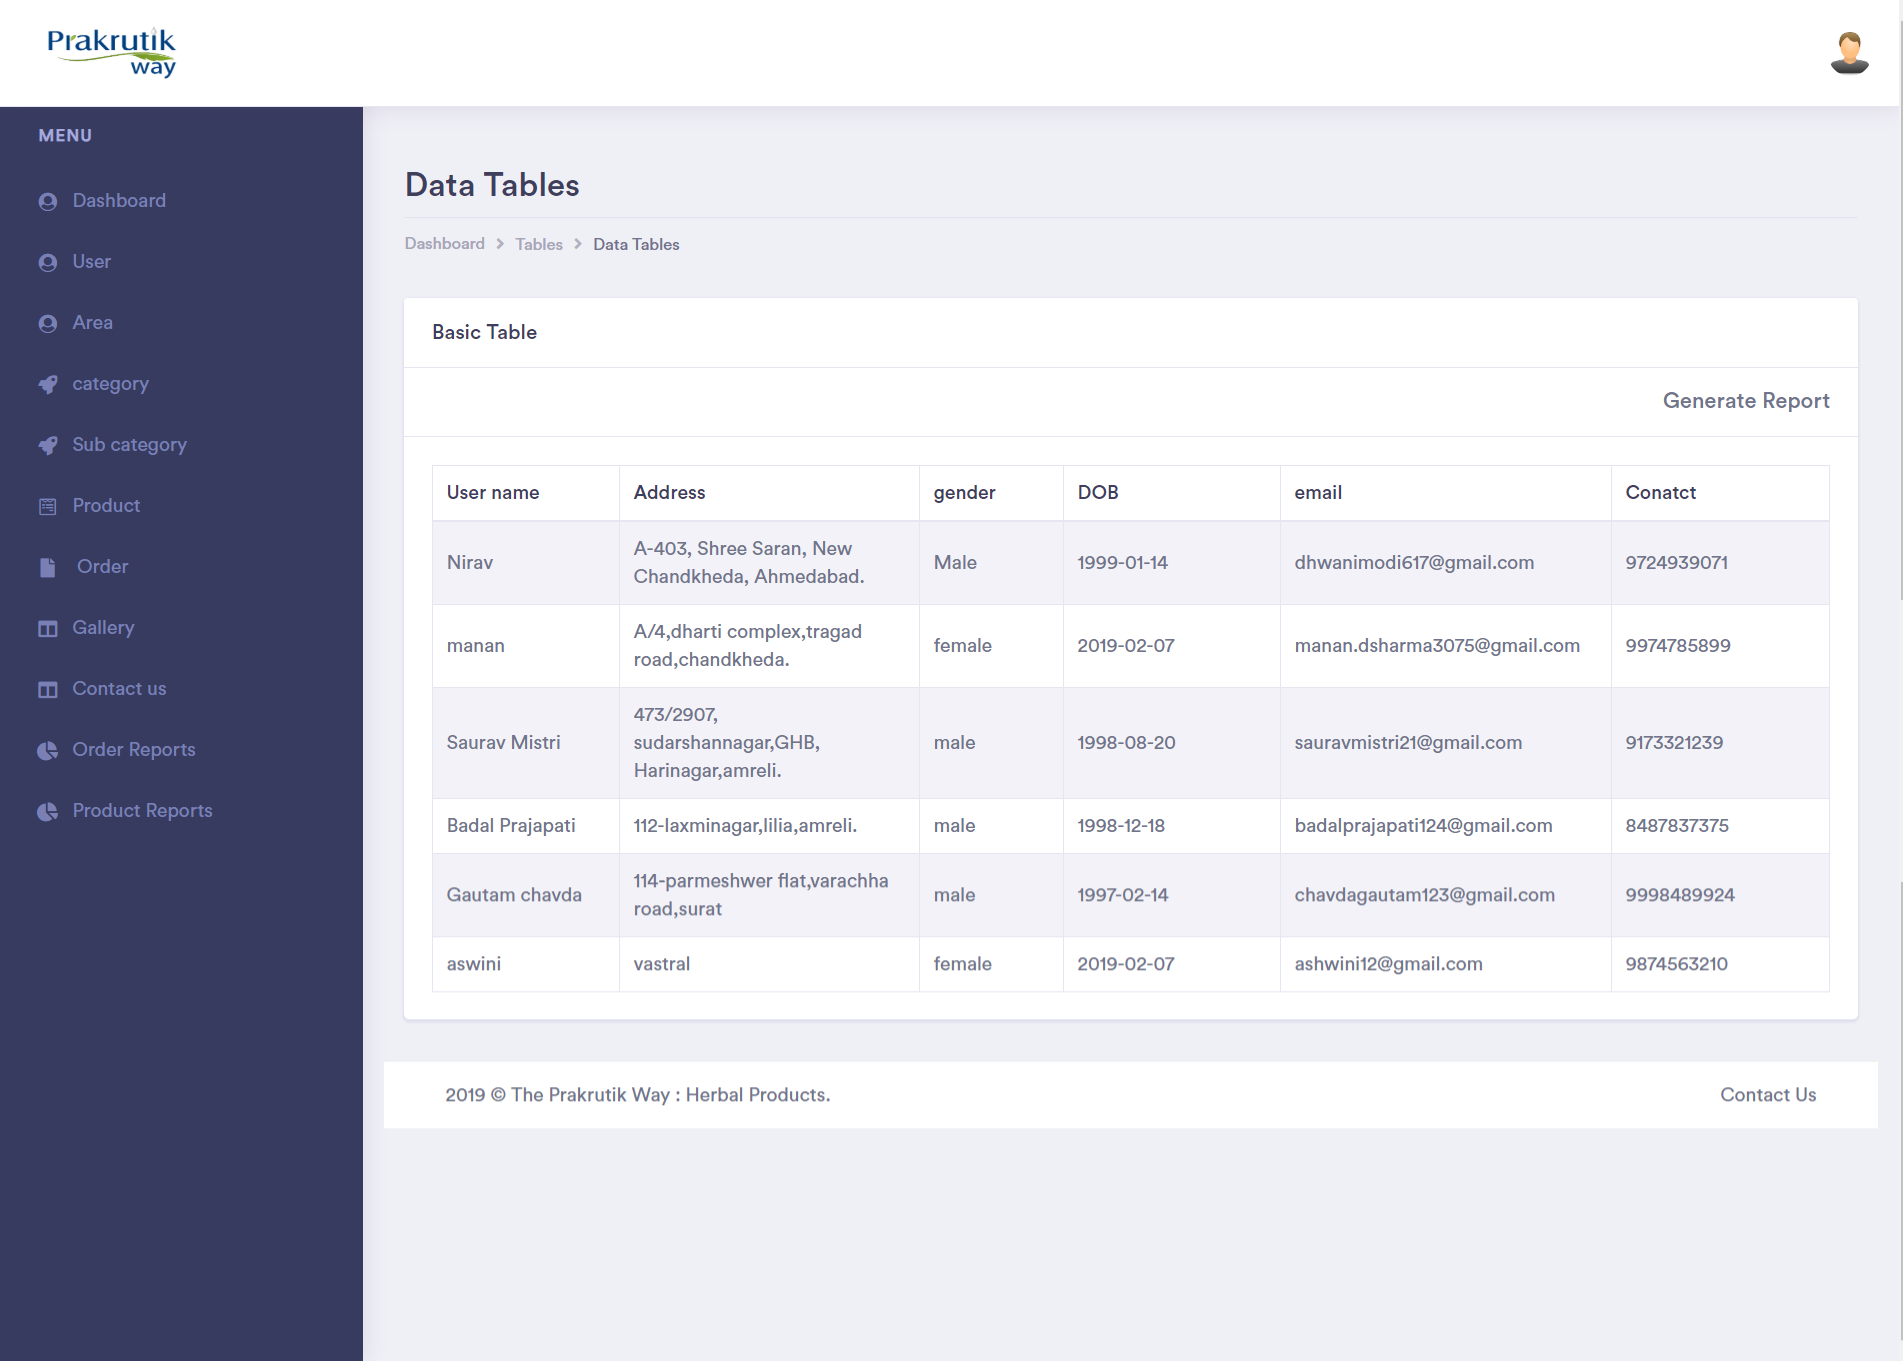 Prakrutik
way
MENU
Dashboard
User
Area
category
Sub category
Product
Order
Gallery
Contact us
Order Reports
Product Reports
Data Tables
Dashboard > Tables > Data Tables
Basic Table
Generate Report
User name Address gender DOB email Conatct
Nirav A-403, Shree Saran, New Chandkheda, Ahmedabad. Male 1999-01-14 dhwanimodi617@gmail.com 9724939071
manan A/4,dharti complex,tragad road,chandkheda. female 2019-02-07 manan.dsharma3075@gmail.com 9974785899
Saurav Mistri 473/2907, sudarshannagar,GHB, Harinagar,amreli. male 1998-08-20 sauravmistri21@gmail.com 9173321239
Badal Prajapati 112-laxminagar,lilia,amreli. male 1998-12-18 badalprajapati124@gmail.com 8487837375
Gautam chavda 114-parmeshwer flat,varachha road,surat male 1997-02-14 chavdagautam123@gmail.com 9998489924
aswini vastral female 2019-02-07 ashwini12@gmail.com 9874563210
2019 © The Prakrutik Way : Herbal Products. Contact Us